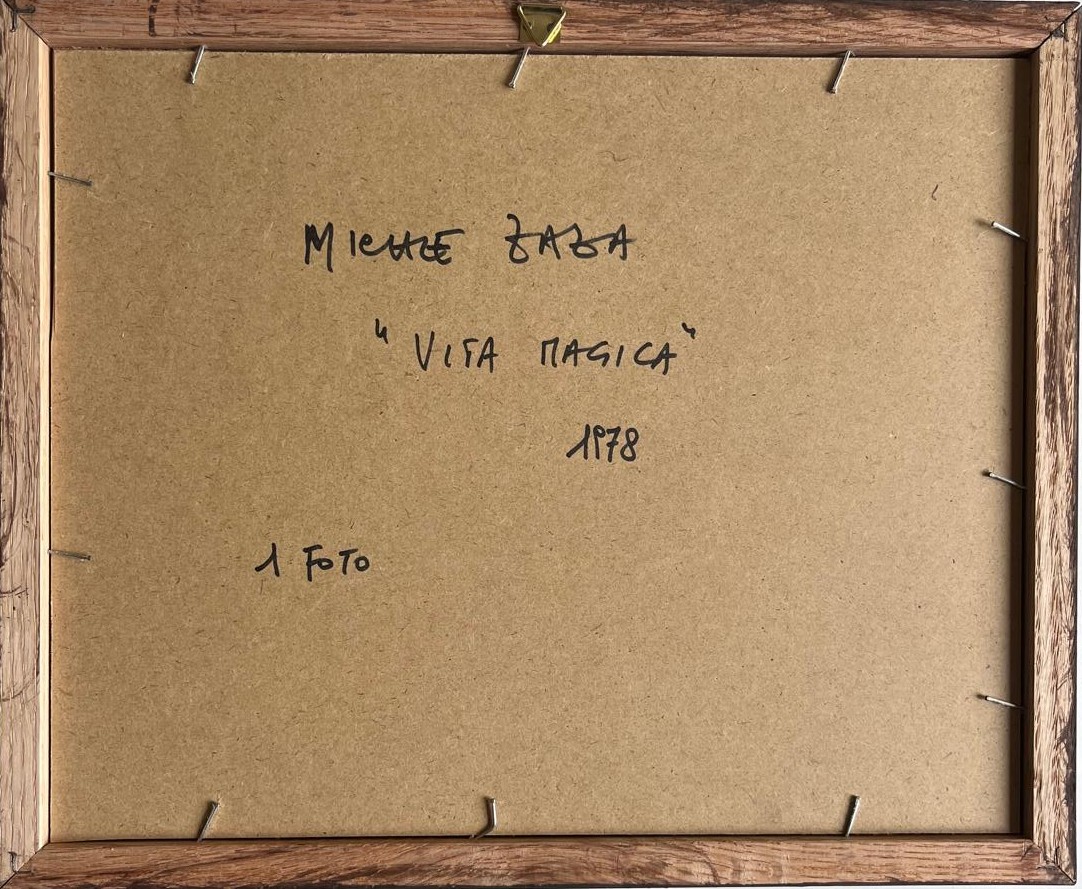 MICHELE ZAZA
"VITA MAGICA"
1978
1 FOTO